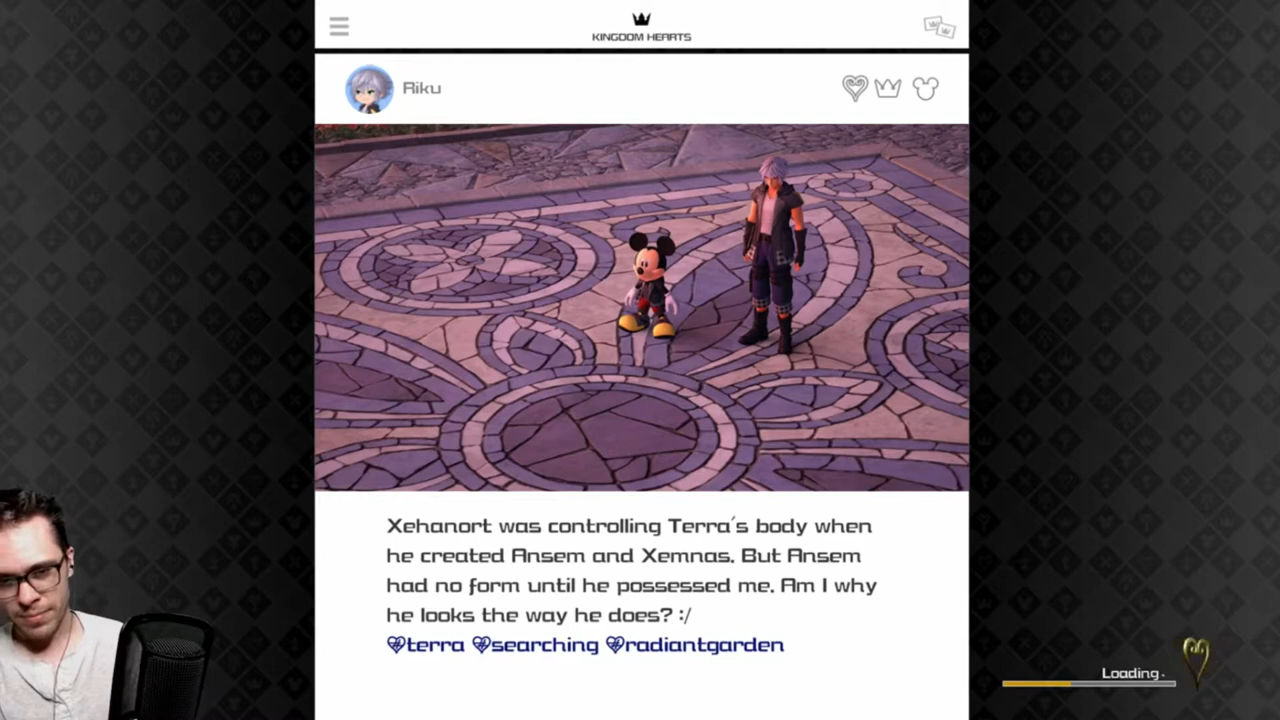 KINGDOM HEARTS
Riku
Xehanort was controlling Terra's body when
he created Ansem and Xemnas. But Ansem
had no form until he possessed me. Am I why
he looks the way he does? :/
terra searching radiantgarden
Loading.